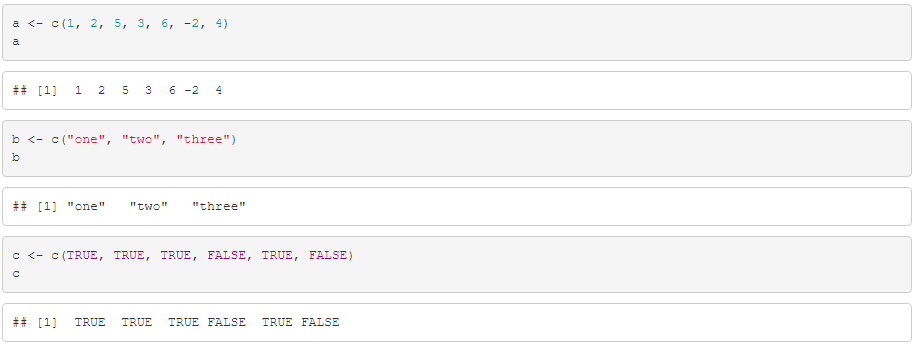 a <- c(1, 2, 5, 3, 6, -2, 4)
a
## [1]  1  2  5  3  6 -2  4
b <- c("one", "two", "three")
b
## [1] "one"   "two"   "three"
c <- c(TRUE, TRUE, TRUE, FALSE, TRUE, FALSE)
c
## [1]  TRUE  TRUE  TRUE FALSE  TRUE FALSE